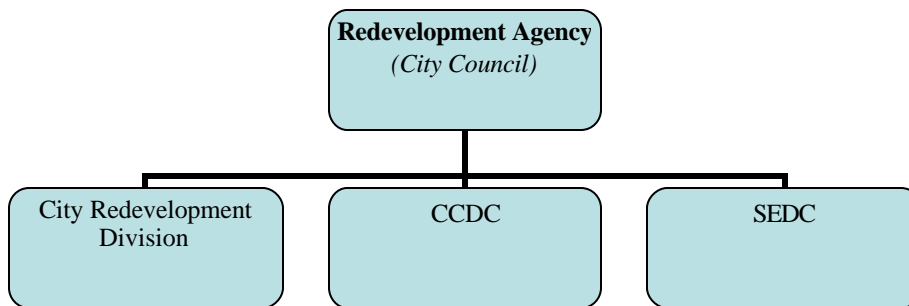 Redevelopment Agency
(City Council)
City Redevelopment
Division
CCDC
SEDC